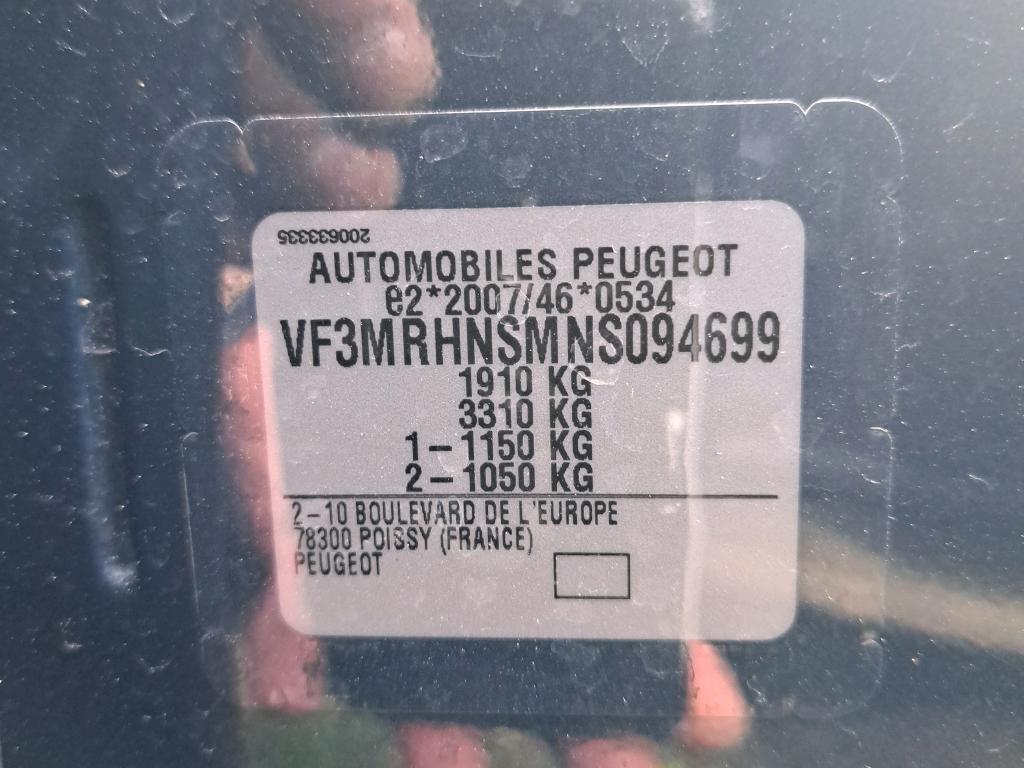 200633335
AUTOMOBILES PEUGEOT
e2*2007/46*0534
VF3MRHNSMNS094699
1910 KG
3310 KG
1-1150 KG
2-1050 KG
2-10 BOULEVARD DE L'EUROPE
78300 POISSY (FRANCE)
PEUGEOT